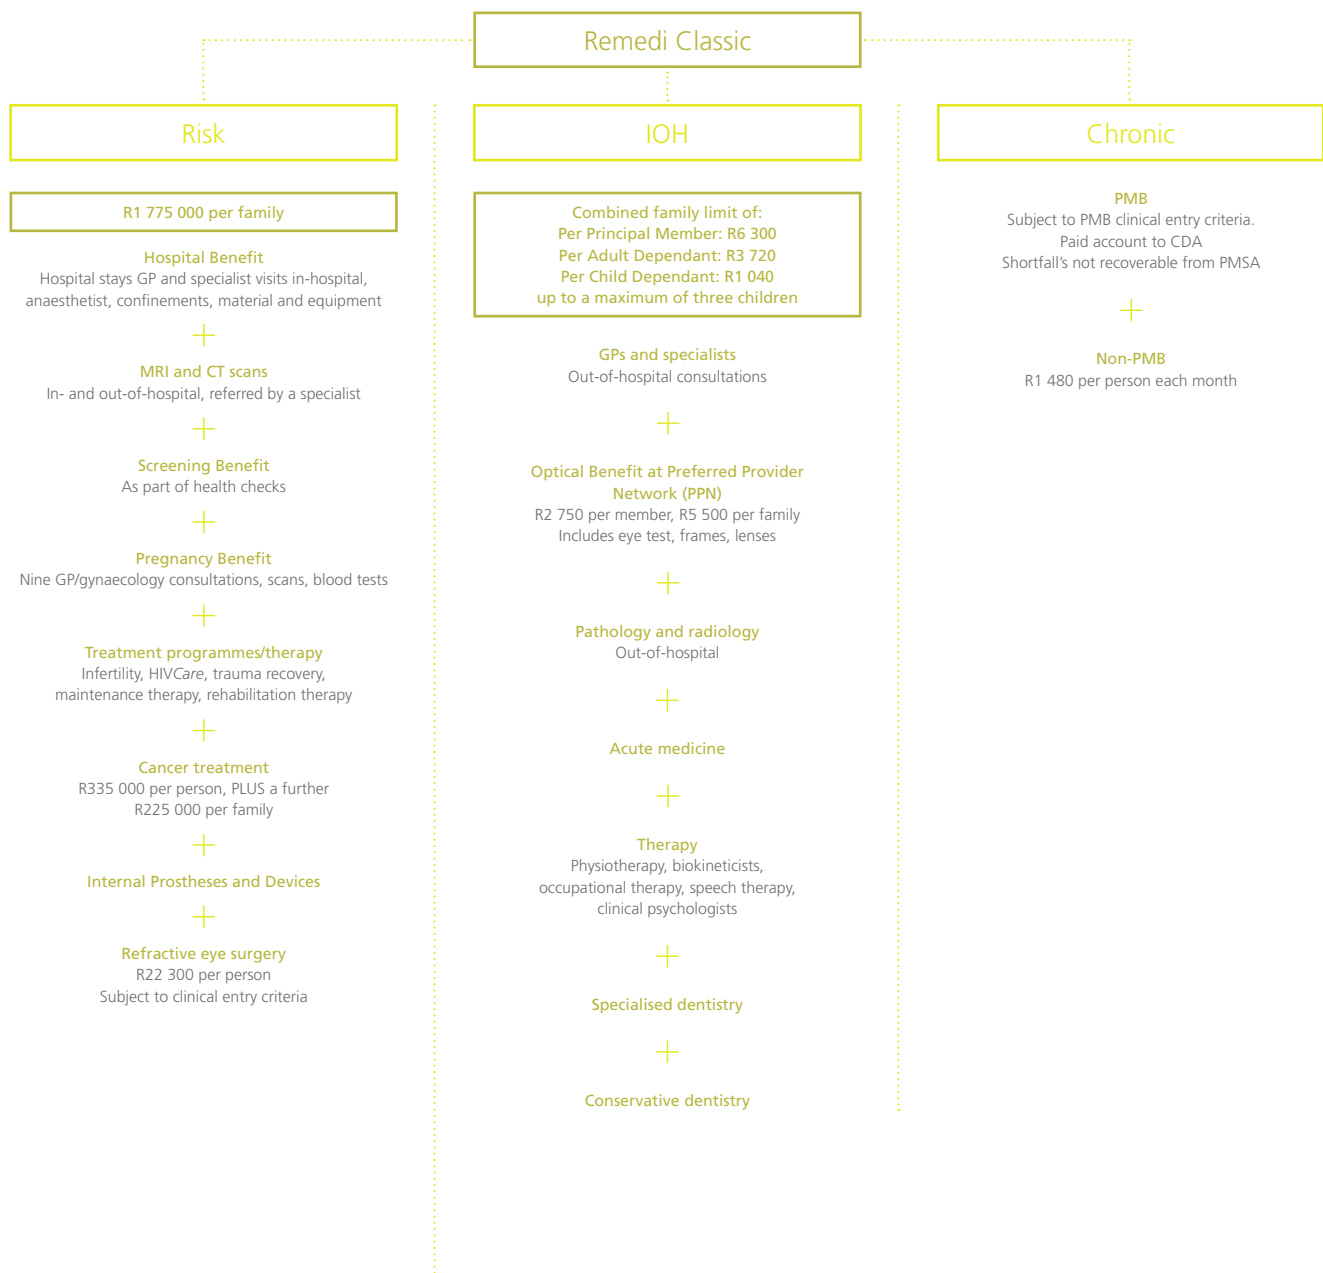 Remedi Classic
Risk
R1 775 000 per family
Hospital Benefit
Hospital stays GP and specialist visits in-hospital,
anaesthetist, confinements, material and equipment
MRI and CT scans
In- and out-of-hospital, referred by a specialist
Screening Benefit
As part of health checks
Pregnancy Benefit
Nine GP/gynaecology consultations, scans, blood tests
Treatment programmes/therapy
Infertility, HIVCare, trauma recovery,
maintenance therapy, rehabilitation therapy
Cancer treatment
R335 000 per person, PLUS a further
R225 000 per family
Internal Prostheses and Devices
Refractive eye surgery
R22 300 per person
Subject to clinical entry criteria
IOH
Combined family limit of:
Per Principal Member: R6 300
Per Adult Dependant: R3 720
Per Child Dependant: R1 040
up to a maximum of three children
GPs and specialists
Out-of-hospital consultations
Optical Benefit at Preferred Provider
Network (PPN)
R2 750 per member, R5 500 per family
Includes eye test, frames, lenses
Pathology and radiology
Out-of-hospital
Acute medicine
Therapy
Physiotherapy, biokineticists,
occupational therapy, speech therapy,
clinical psychologists
Specialised dentistry
Conservative dentistry
Chronic
PMB
Subject to PMB clinical entry criteria.
Paid account to CDA
Shortfall's not recoverable from PMSA
Non-PMB
R1 480 per person each month